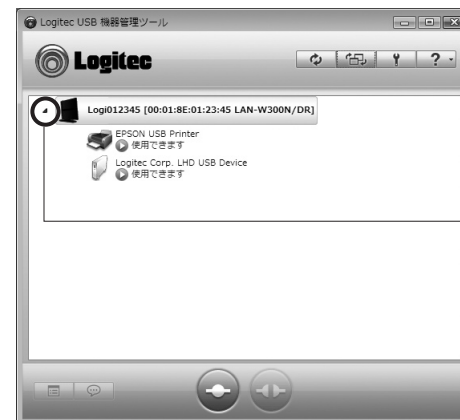 Logitec USB 機器管理ツール
Logitec
?
Logi012345 [00:01:8E:01:23:45 LAN-W300N/DR]
EPSON USB Printer
使用できます
Logitec Corp. LHD USB Device
使用できます